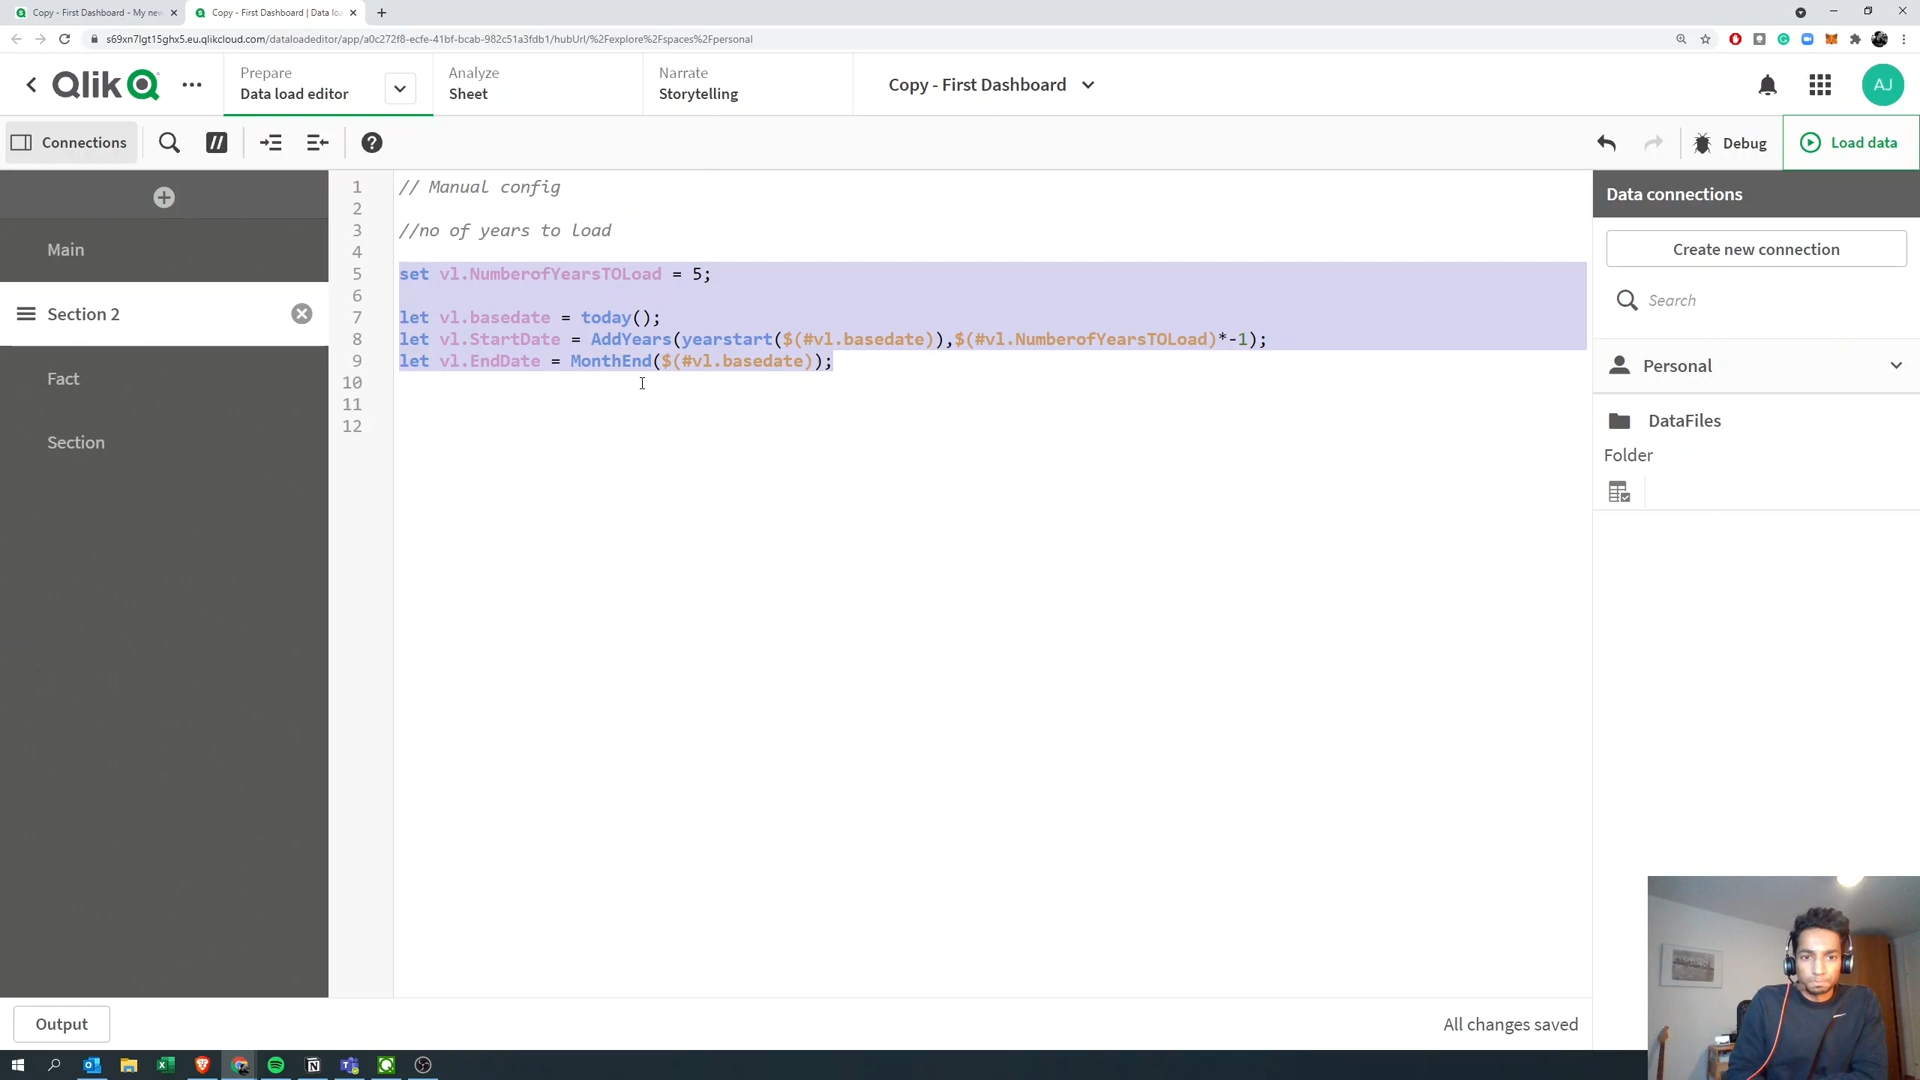 Copy - First Dashboard - My new
Copy - First Dashboard | Data loa
s69xn7lgt15ghx5.eu.qlikcloud.com/dataloadeditor/app/a0c272f8-ecfe-41bf-bcab-982c51a3fdb1/hubUrl/%2Fexplore%2Fspaces%2Fpersonal
Qlik
Prepare
Data load editor
Analyze
Sheet
Narrate
Storytelling
Copy - First Dashboard
AJ
Connections
//
?
Debug
Load data
Main
Section 2
Fact
Section
1 // Manual config
2
3 //no of years to load
4
5 set vl.NumberofYearsTOLoad = 5;
6
7 let vl.basedate = today();
8 let vl.StartDate = AddYears(yearstart($(#vl.basedate)),$(#vl.NumberofYearsTOLoad)*-1);
9 let vl.EndDate = MonthEnd($(#vl.basedate));
10
11
12
Data connections
Create new connection
Search
Personal
DataFiles
Folder
Output
All changes saved